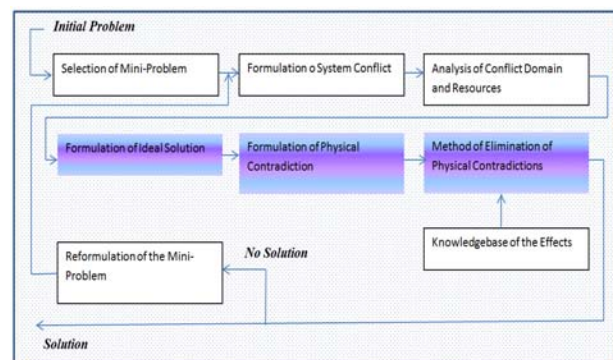 Initial Problem
Selection of Mini-Problem
Formulation o System Conflict
Analysis of Conflict Domain
and Resources
Formulation of Ideal Solution
Formulation of Physical
Contradiction
Method of Elimination of
Physical Contradictions
Knowledgebase of the Effects
Reformulation of the Mini-
Problem
No Solution
Solution